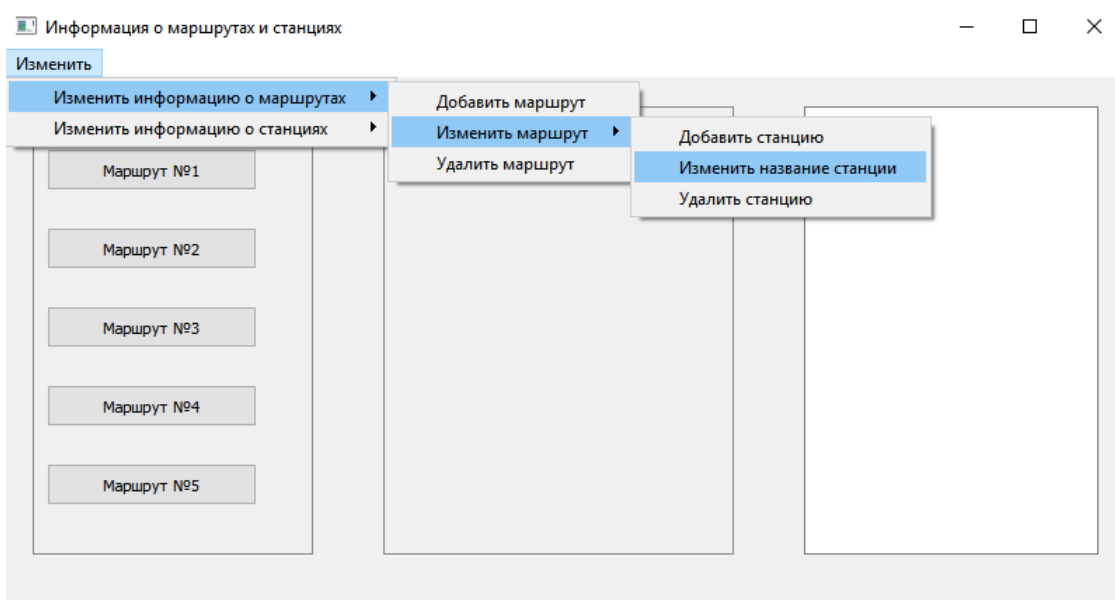 Информация о маршрутах и станциях
Изменить
Изменить информацию о маршрутах
Изменить информацию о станциях
Добавить маршрут
Изменить маршрут
Удалить маршрут
Добавить станцию
Изменить название станции
Удалить станцию
Маршрут №1
Маршрут №2
Маршрут №3
Маршрут №4
Маршрут №5